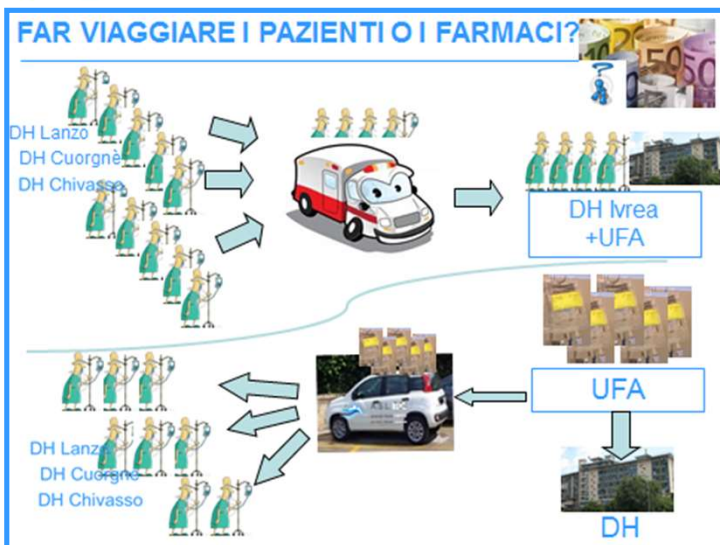 FAR VIAGGIARE I PAZIENTI O I FARMACI?
DH Lanzo
DH Cuorgnè
DH Chivasso
DH Ivrea
+UFA
UFA
DH Lanzo
DH Cuorgne
DH Chivasso
DH